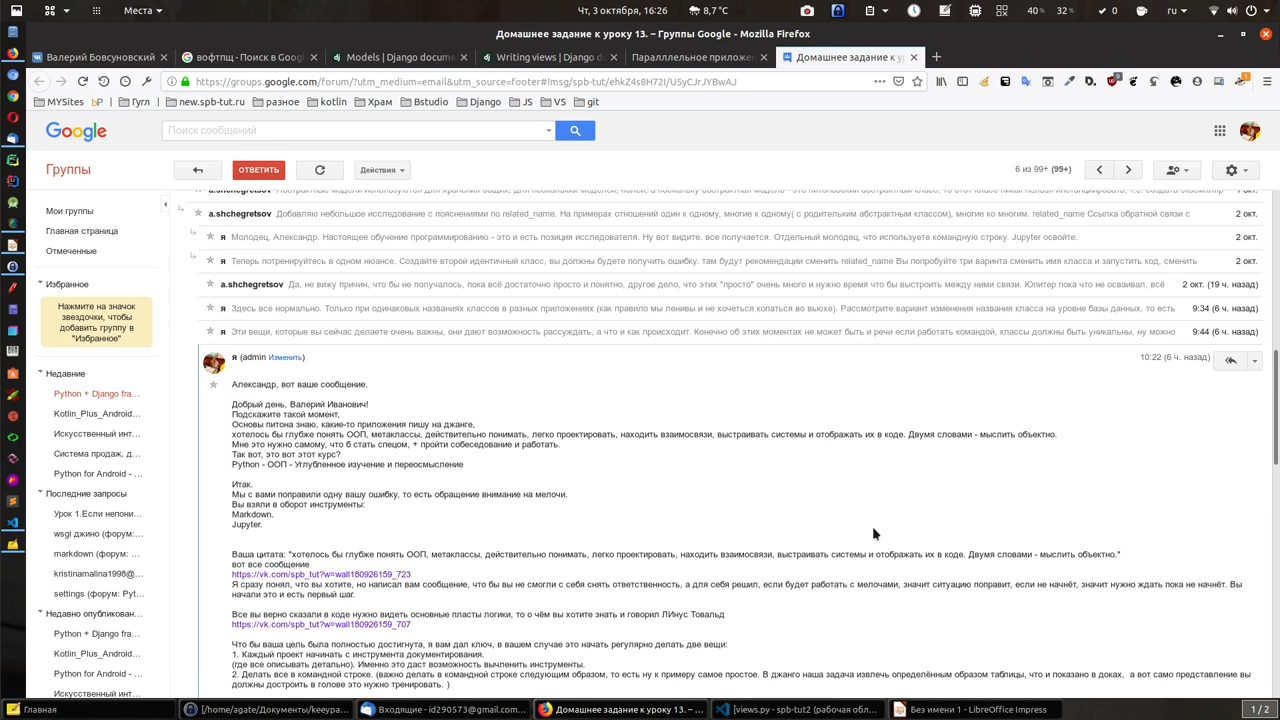 Места
Чт, 3 октября 16:36:46
40% 32% ru
Домашнее задание к уроку 13. – Группы Google - Mozilla Firefox
Валерий Болсуновский
вофтпщ - Поиск в Goog
Models | Django docume
Writing views | Django d
Параллельное приложен
Домашнее задание к ур
https://groups.google.com/forum/?utm_medium=email&utm_source=footer#!msg/spb-tut/ehkZ4s8H72I/U5yCJrJYBwAJ
MYSites
Гугл
new.spb-tut.ru
разное
kotlin
Храм
Bstudio
Django
JS
VS
git
Google
Поиск сообщений
Группы
ОТВЕТИТЬ
Действия
6 из 99+ (99+)
Мои группы
Главная страница
Отмеченные
Избранное
Нажмите на значок
звездочки, чтобы
добавить группу в
"Избранное"
Недавние
Python + Django fra...
Kotlin_Plus_Android...
Искусственный инт...
Система продаж, д...
Python for Android - ...
Последние запросы
Урок 1.Если непони...
wsgi джино (форум:...
markdown (форум: ...
kristinamalina1998@...
settings (форум: Pyt...
Недавно опубликован...
Python + Django fra...
Kotlin_Plus_Android...
Python for Android - ...
Искусственный инт...
a.shchegretsov
a.shchegretsov Добавляю небольшое исследование с пояснениями по related_name. На примерах отношений один к одному, многие к одному( с родительким абстрактным классом), многие ко многим. related_name Ссылка обратной связи с 2 окт.
я Молодец, Александр. Настоящее обучение программированию - это и есть позиция исследователя. Ну вот видите. все получается. Отдельный молодец, что используете командную строку. Jupyter освойте. 2 окт.
я Теперь потренируйтесь в одном нюансе. Создайте второй идентичный класс, вы должны будете получить ошибку. там будут рекомендации сменить related_name Вы попробуйте три варинта сменить имя класса и запустить код, сменить 2 окт.
a.shchegretsov Да, не вижу причин, что бы не получалось, пока всё достаточно просто и понятно, другое дело, что этих "просто" очень много и нужно время что бы выстроить между ними связи. Юпитер пока что не осваивал, всё 2 окт. (19 ч. назад)
я Здесь все нормально. Только при одинаковых названиях классов в разных приложениях (как правило мы ленивы и не хочеться копаться во вьюхе). Рассмотрите вариант изменения названия класса на уровне базы данных, то есть 9:34 (6 ч. назад)
я Эти вещи, которые вы сейчас делаете очень важны, они дают возможность рассуждать, а что и как происходит. Конечно об этих моментах не может быть и речи если работать командой, классы должны быть уникальны, ну можно 9:44 (6 ч. назад)
я (admin Изменить) 10:22 (6 ч. назад)
Александр, вот ваше сообщение.
Добрый день, Валерий Иванович!
Подскажите такой момент,
Основы питона знаю, какие-то приложения пишу на джанге,
хотелось бы глубже понять ООП, метаклассы, действительно понимать, легко проектировать, находить взаимосвязи, выстраивать системы и отображать их в коде. Двумя словами - мыслить объектно.
Мне это нужно самому, что б стать спецом, + пройти собеседование и работать.
Так вот, это вот этот курс?
Python - ООП - Углубленное изучение и переосмысление
Итак.
Мы с вами поправили одну вашу ошибку, то есть обращение внимание на мелочи.
Вы взяли в оборот инструменты:
Markdown.
Jupyter.
Ваша цитата: "хотелось бы глубже понять ООП, метаклассы, действительно понимать, легко проектировать, находить взаимосвязи, выстраивать системы и отображать их в коде. Двумя словами - мыслить объектно."
вот все сообщение
https://vk.com/spb_tut?w=wall180926159_723
Я сразу понял, что вы хотите, но написал вам сообщение, что бы вы не смогли с себя снять ответственность, а для себя решил, если будет работать с мелочами, значит ситуацию поправит, если не начнёт, значит нужно ждать пока не начнёт. Вы
начали это и есть первый шаг.
Все вы верно сказали в коде нужно видеть основные пласты логики, то о чём вы хотите знать и говорил ЛИнус Товальд
https://vk.com/spb_tut?w=wall180926159_707
Что бы ваша цель была полностью достигнута, я вам дал ключ, в вашем случае это начать регулярно делать две вещи:
1. Каждый проект начинать с инструмента документирования.
(где все описывать детально). Именно это даст возможность вычленить инструменты.
2. Делать все в командной строке. (важно делать в командной строке следующим образом, то есть ну к примеру самое простое. В джанго наша задача извлечь определённым образом таблицы, что и показано в доках, а вот само представление вы
должны достроить в голове это нужно тренировать. )
Главная
[/home/agate/Документы/keeура...
Входящие - id290573@gmail.com...
Домашнее задание к уроку 13. – ...
[views.py - spb-tut2 (рабочая обл...
Без имени 1 - LibreOffice Impress
1 / 2